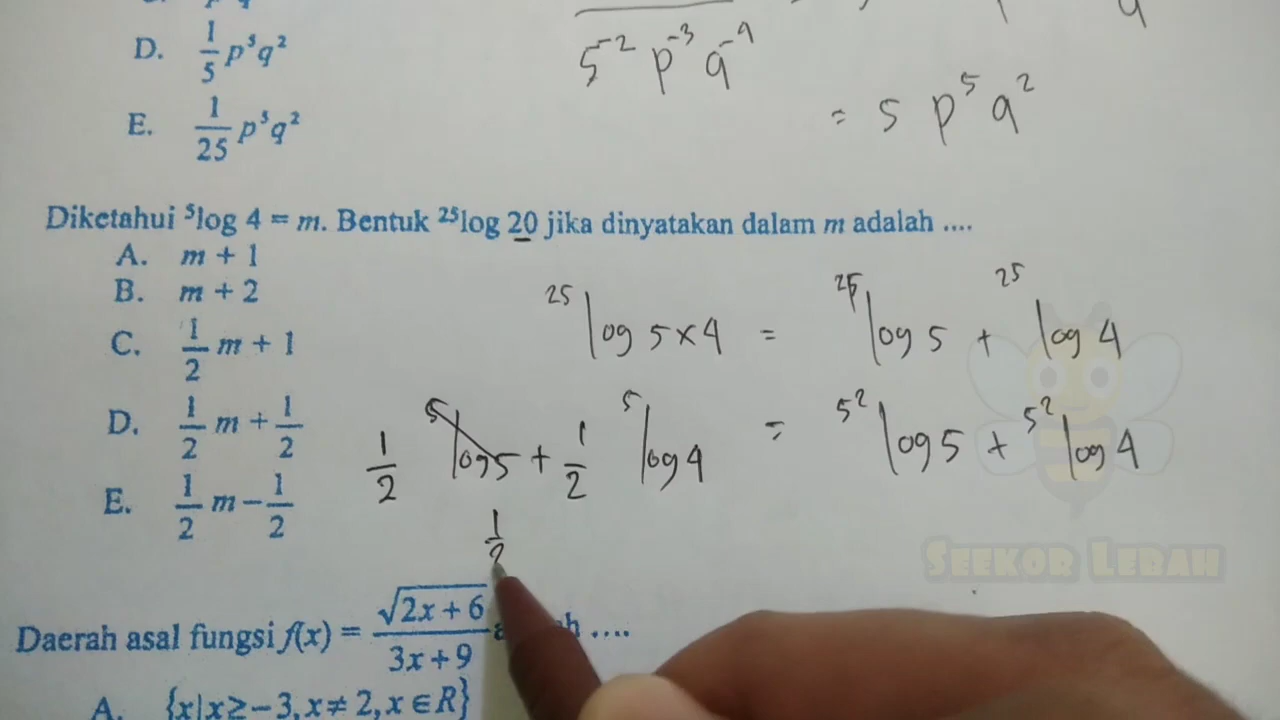 D. 1/5 p³q²
5⁻² p⁻³ q⁻⁴
E. 1/25 p³q²
= 5 p⁵ q²
Diketahui ⁵log 4 = m. Bentuk ²⁵log 20 jika dinyatakan dalam m adalah ....
A. m + 1
B. m + 2
²⁵log 5 × 4 = ²⁵log 5 + ²⁵log 4
C. 1/2 m + 1
D. 1/2 m + 1/2
1/2 ⁵log 5 + 1/2 ⁵log 4 = 5²log 5 + 5²log 4
E. 1/2 m − 1/2
1/2
SEEKOR LEBAH
Daerah asal fungsi f(x) = √(2x + 6)/(3x + 9) ....
A. {x|x ≥ −3, x ≠ 2, x ∈ R}